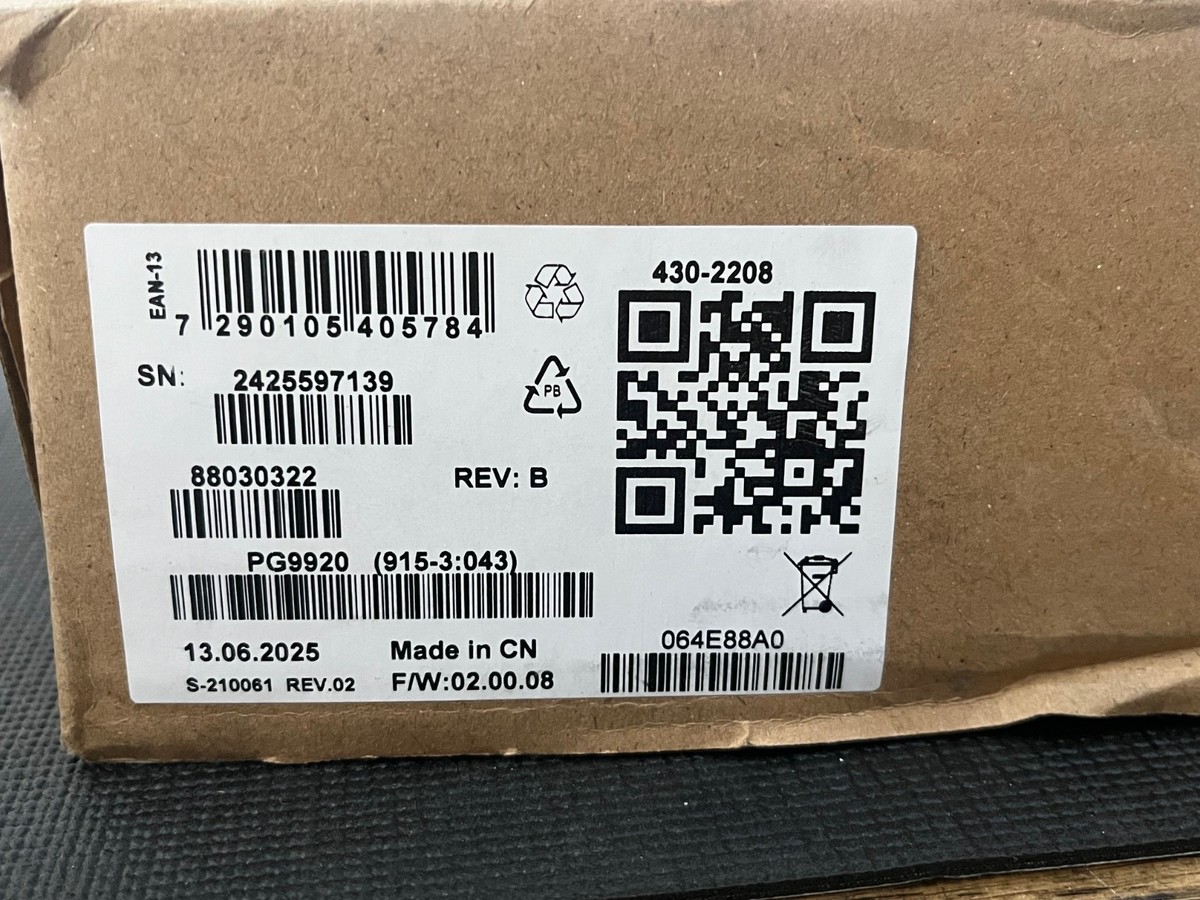 EAN-13
7 290105 405784
430-2208
SN: 2425597139
PB
88030322
REV: B
PG9920 (915-3:043)
13.06.2025 Made in CN
064E88A0
S-210061 REV.02 F/W:02.00.08